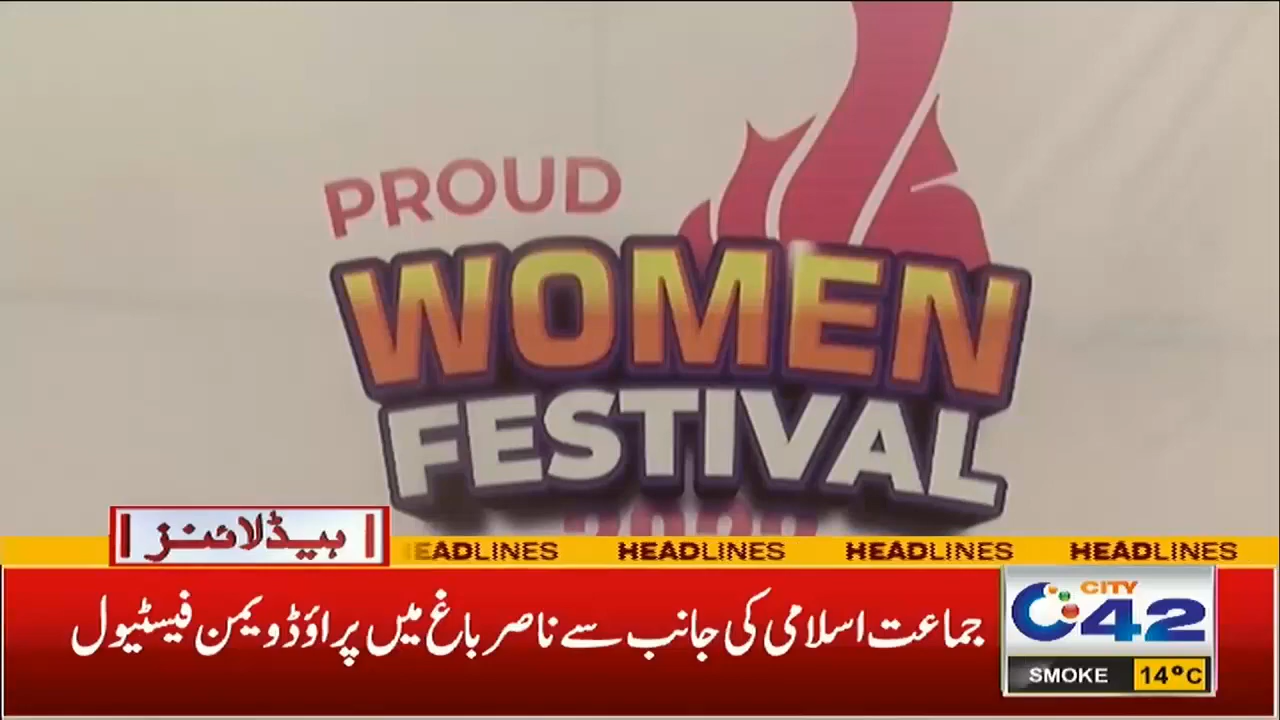 PROUD
WOMEN
FESTIVAL
ہیڈلائنز
HEADLINES HEADLINES HEADLINES
جماعت اسلامی کی جانب سے ناصر باغ میں پراؤڈ ویمن فیسٹیول
CITY
42
SMOKE 14°C